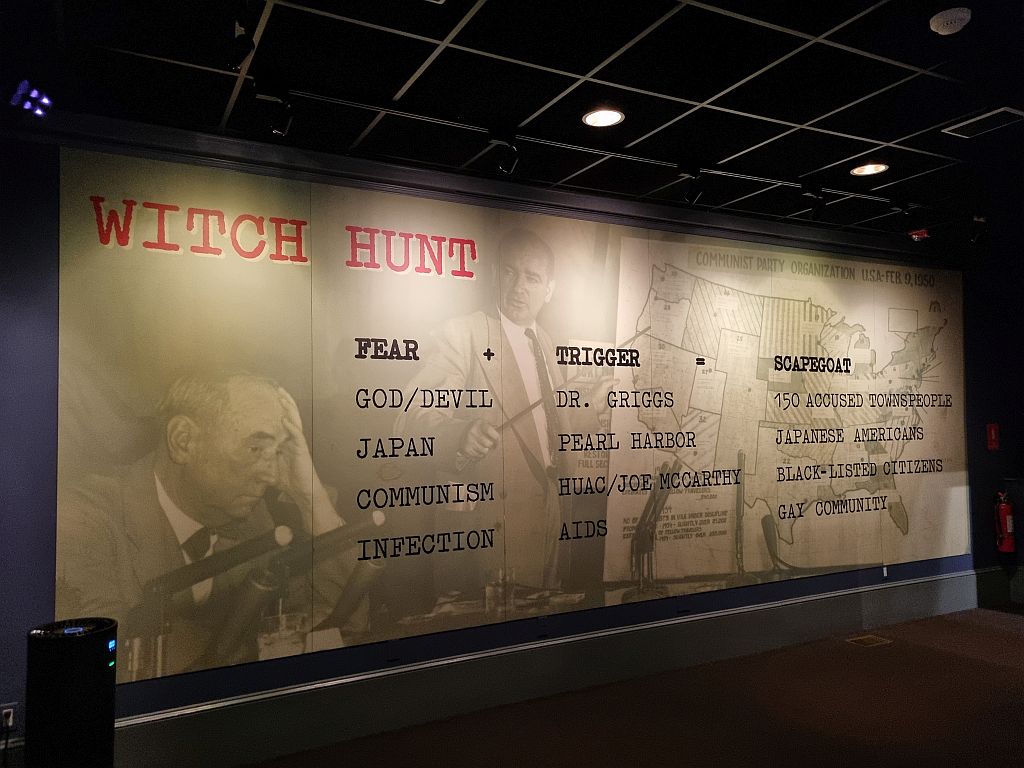 WITCH HUNT
COMMUNIST PARTY ORGANIZATION U.S.A-FEB. 9, 1950
FEAR + TRIGGER = SCAPEGOAT
GOD/DEVIL DR. GRIGGS 150 ACCUSED TOWNSPEOPLE
JAPAN PEARL HARBOR JAPANESE AMERICANS
COMMUNISM HUAC/JOE MCCARTHY BLACK-LISTED CITIZENS
INFECTION AIDS GAY COMMUNITY